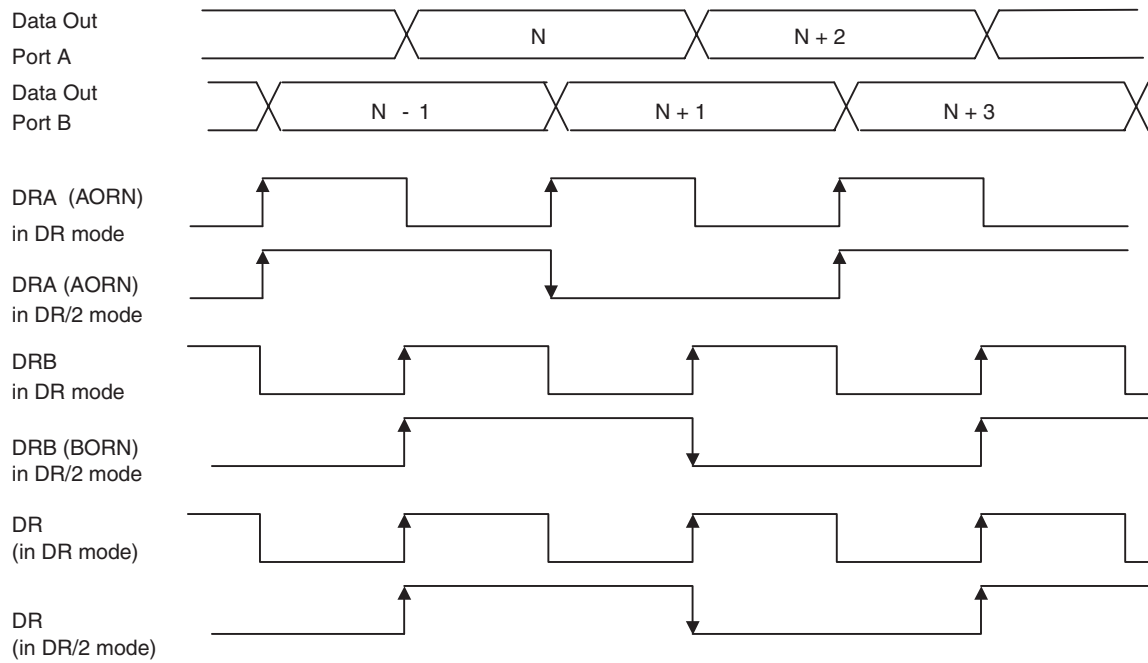 Data Out
Port A
N
N + 2
Data Out
Port B
N - 1
N + 1
N + 3
DRA (AORN)
in DR mode
DRA (AORN)
in DR/2 mode
DRB
in DR mode
DRB (BORN)
in DR/2 mode
DR
(in DR mode)
DR
(in DR/2 mode)